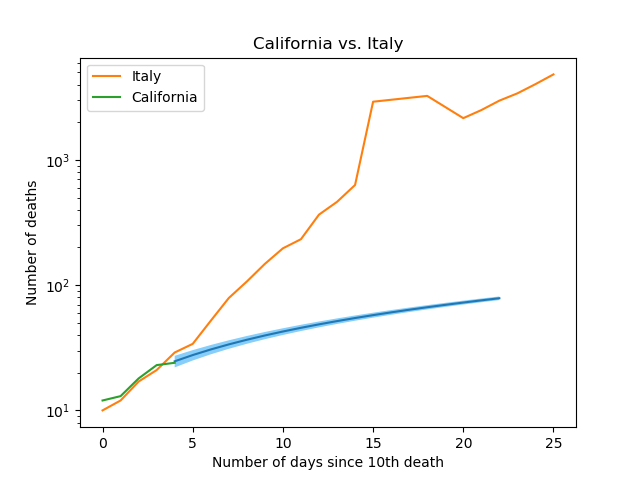 California vs. Italy
Italy
California
Number of deaths
10³
10²
10¹
0 5 10 15 20 25
Number of days since 10th death